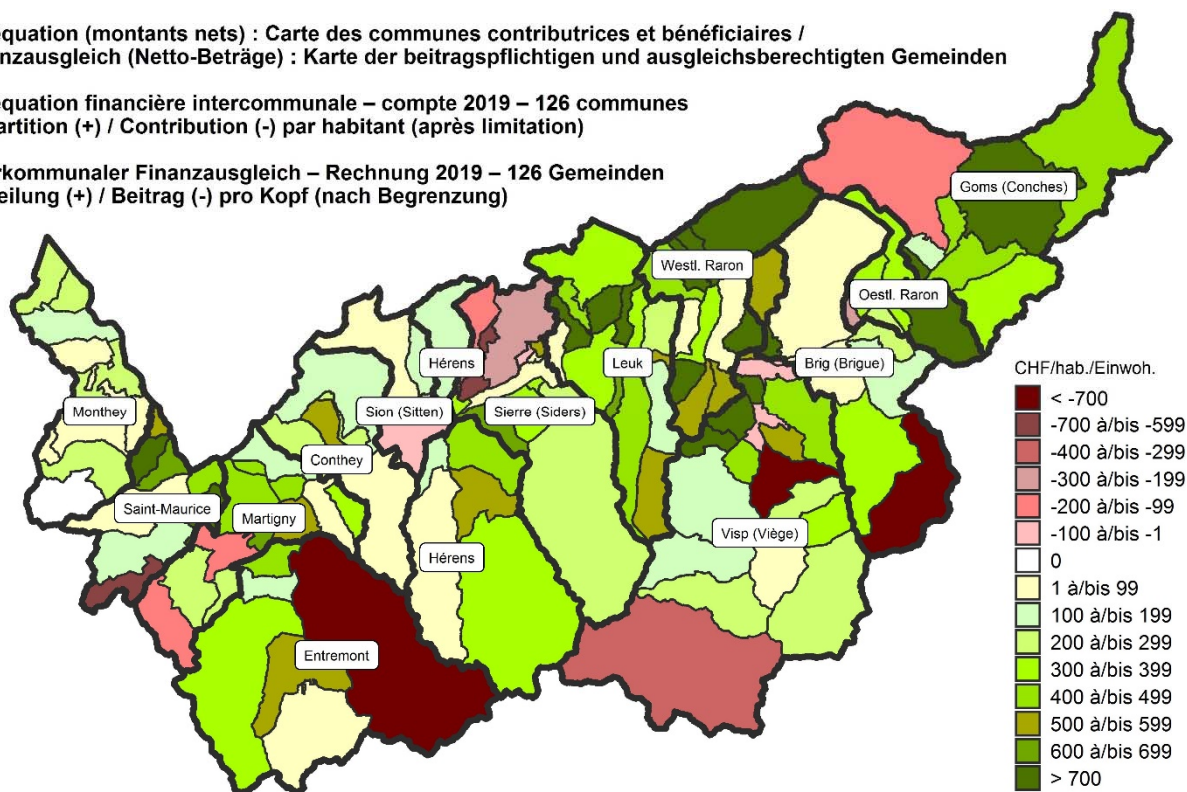 équation (montants nets) : Carte des communes contributrices et bénéficiaires /
nzausgleich (Netto-Beträge) : Karte der beitragspflichtigen und ausgleichsberechtigten Gemeinden
équation financière intercommunale – compte 2019 – 126 communes
artition (+) / Contribution (-) par habitant (après limitation)
rkommunaler Finanzausgleich – Rechnung 2019 – 126 Gemeinden
eilung (+) / Beitrag (-) pro Kopf (nach Begrenzung)
Goms (Conches)
Westl. Raron
Oestl. Raron
Hérens
Leuk
Brig (Brigue)
Monthey
Sion (Sitten)
Sierre (Siders)
Conthey
Saint-Maurice
Martigny
Visp (Viège)
Hérens
Entremont
CHF/hab./Einwoh.
< -700
-700 à/bis -599
-400 à/bis -299
-300 à/bis -199
-200 à/bis -99
-100 à/bis -1
0
1 à/bis 99
100 à/bis 199
200 à/bis 299
300 à/bis 399
400 à/bis 499
500 à/bis 599
600 à/bis 699
> 700